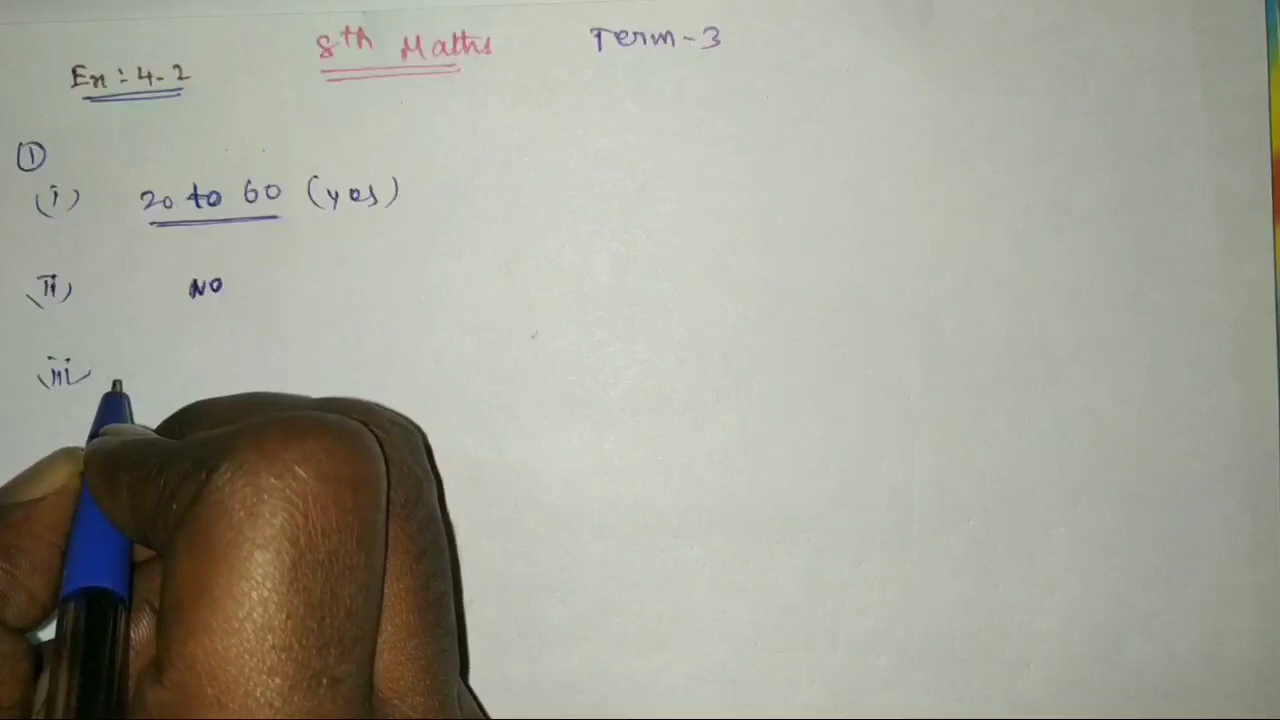 8th Maths Term-3
Ex: 4.2
①
(i) 20 to 60 (yes)
(ii) NO
(iii)